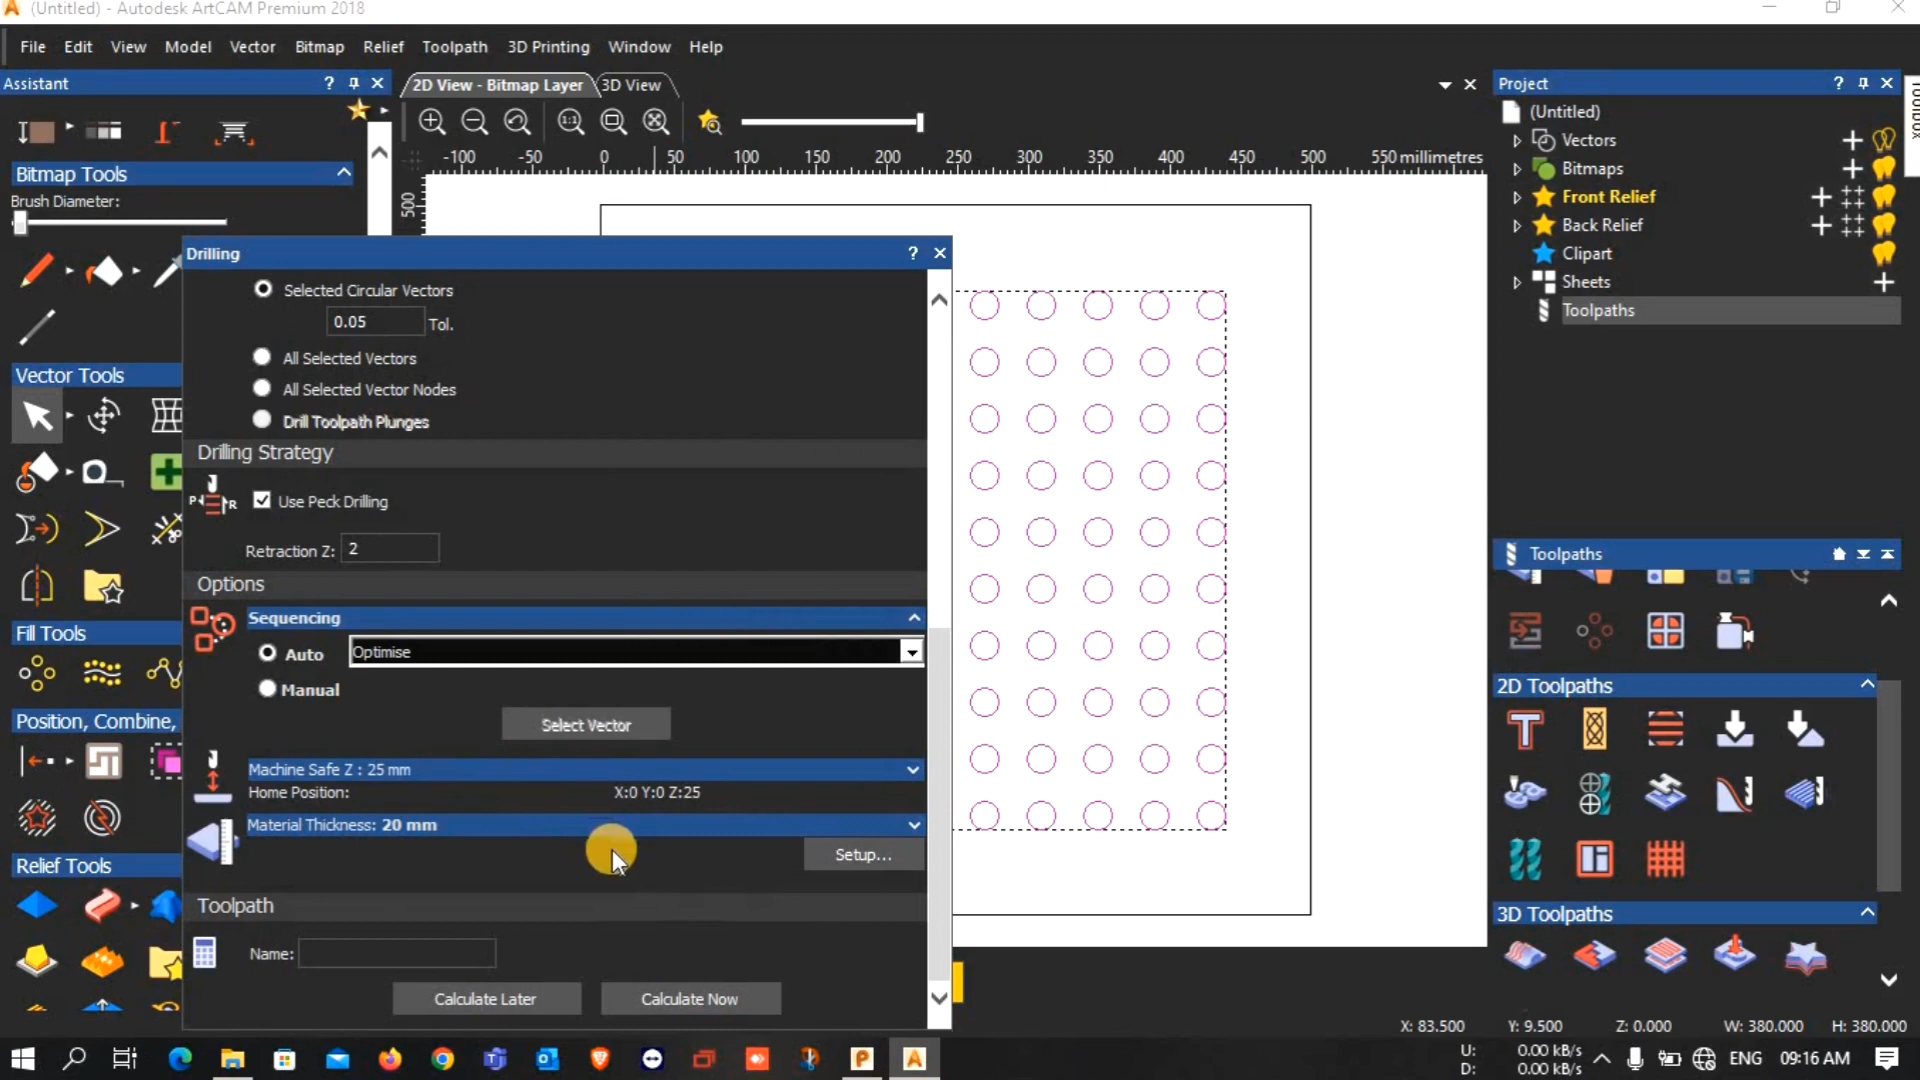 (Untitled) - Autodesk ArtCAM Premium 2018
File Edit View Model Vector Bitmap Relief Toolpath 3D Printing Window Help
Assistant ?
2D View - Bitmap Layer 3D View
Project ?
(Untitled)
Vectors
Bitmaps
Front Relief
Back Relief
Clipart
Sheets
Toolpaths
-100 -50 0 50 100 150 200 250 300 350 400 450 500 550 millimetres
500
Bitmap Tools
Brush Diameter:
Vector Tools
Fill Tools
Position, Combine,
Relief Tools
Drilling ?
Selected Circular Vectors
0.05 Tol.
All Selected Vectors
All Selected Vector Nodes
Drill Toolpath Plunges
Drilling Strategy
P R
Use Peck Drilling
Retraction Z: 2
Options
Sequencing
Auto Optimise
Manual
Select Vector
Machine Safe Z : 25 mm
Home Position: X:0 Y:0 Z:25
Material Thickness: 20 mm
Setup...
Toolpath
Name:
Calculate Later Calculate Now
Toolpaths
2D Toolpaths
3D Toolpaths
X: 83.500 Y: 9.500 Z: 0.000 W: 380.000 H: 380.000
U: 0.00 kB/s
D: 0.00 kB/s
ENG 09:16 AM